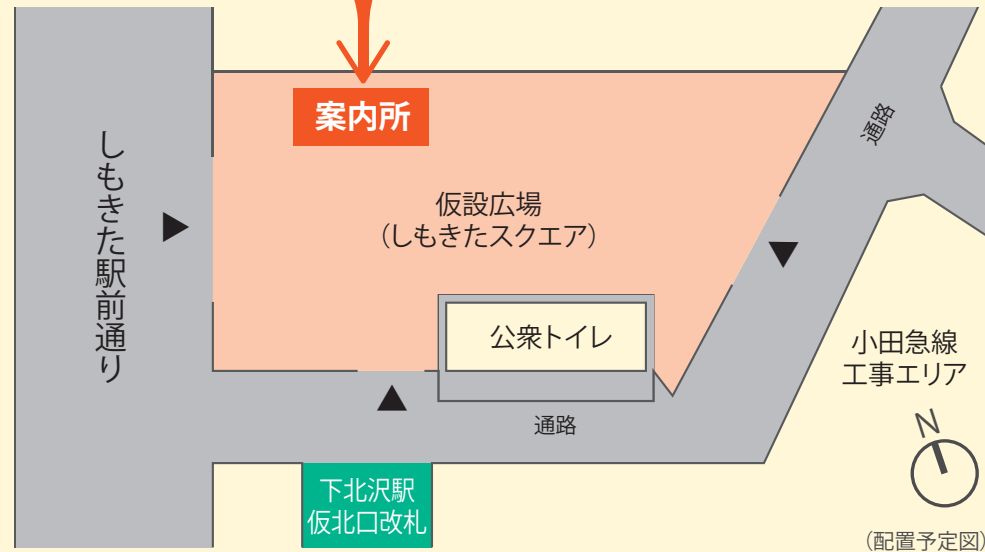 案内所
しもきた駅前通り
仮設広場
（しもきたスクエア）
通路
公衆トイレ
小田急線
工事エリア
通路
N
下北沢駅
仮北口改札
（配置予定図）